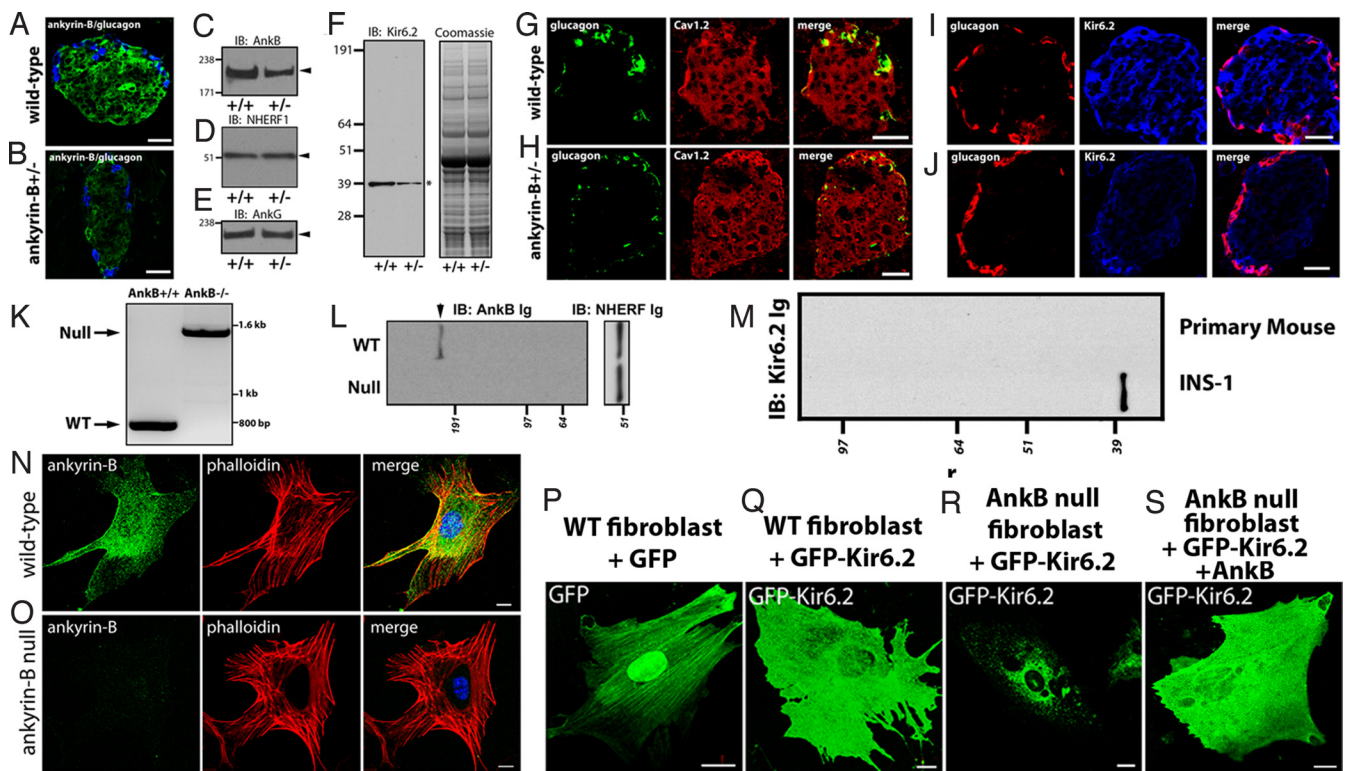 A
ankyrin-B/glucagon
wild-type
B
ankyrin-B/glucagon
ankyrin-B+/-
C
IB: AnkB
238
171
+/+ +/-
D
IB: NHERF1
51
+/+ +/-
E
IB: AnkG
238
+/+ +/-
F
IB: Kir6.2
Coomassie
191
64
51
39
*
28
+/+ +/- +/+ +/-
G
wild-type
glucagon
Cav1.2
merge
H
ankyrin-B+/-
glucagon
Cav1.2
merge
I
glucagon
Kir6.2
merge
J
glucagon
Kir6.2
merge
K
AnkB+/+ AnkB-/-
Null
WT
1.6 kb
1 kb
800 bp
L
IB: AnkB Ig
IB: NHERF Ig
WT
Null
191
97
64
51
M
IB: Kir6.2 Ig
Primary Mouse
INS-1
97
64
51
39
N
wild-type
ankyrin-B
phalloidin
merge
O
ankyrin-B null
ankyrin-B
phalloidin
merge
P
WT fibroblast
+ GFP
GFP
Q
WT fibroblast
+ GFP-Kir6.2
GFP-Kir6.2
R
AnkB null
fibroblast
+ GFP-Kir6.2
GFP-Kir6.2
S
AnkB null
fibroblast
+ GFP-Kir6.2
+AnkB
GFP-Kir6.2